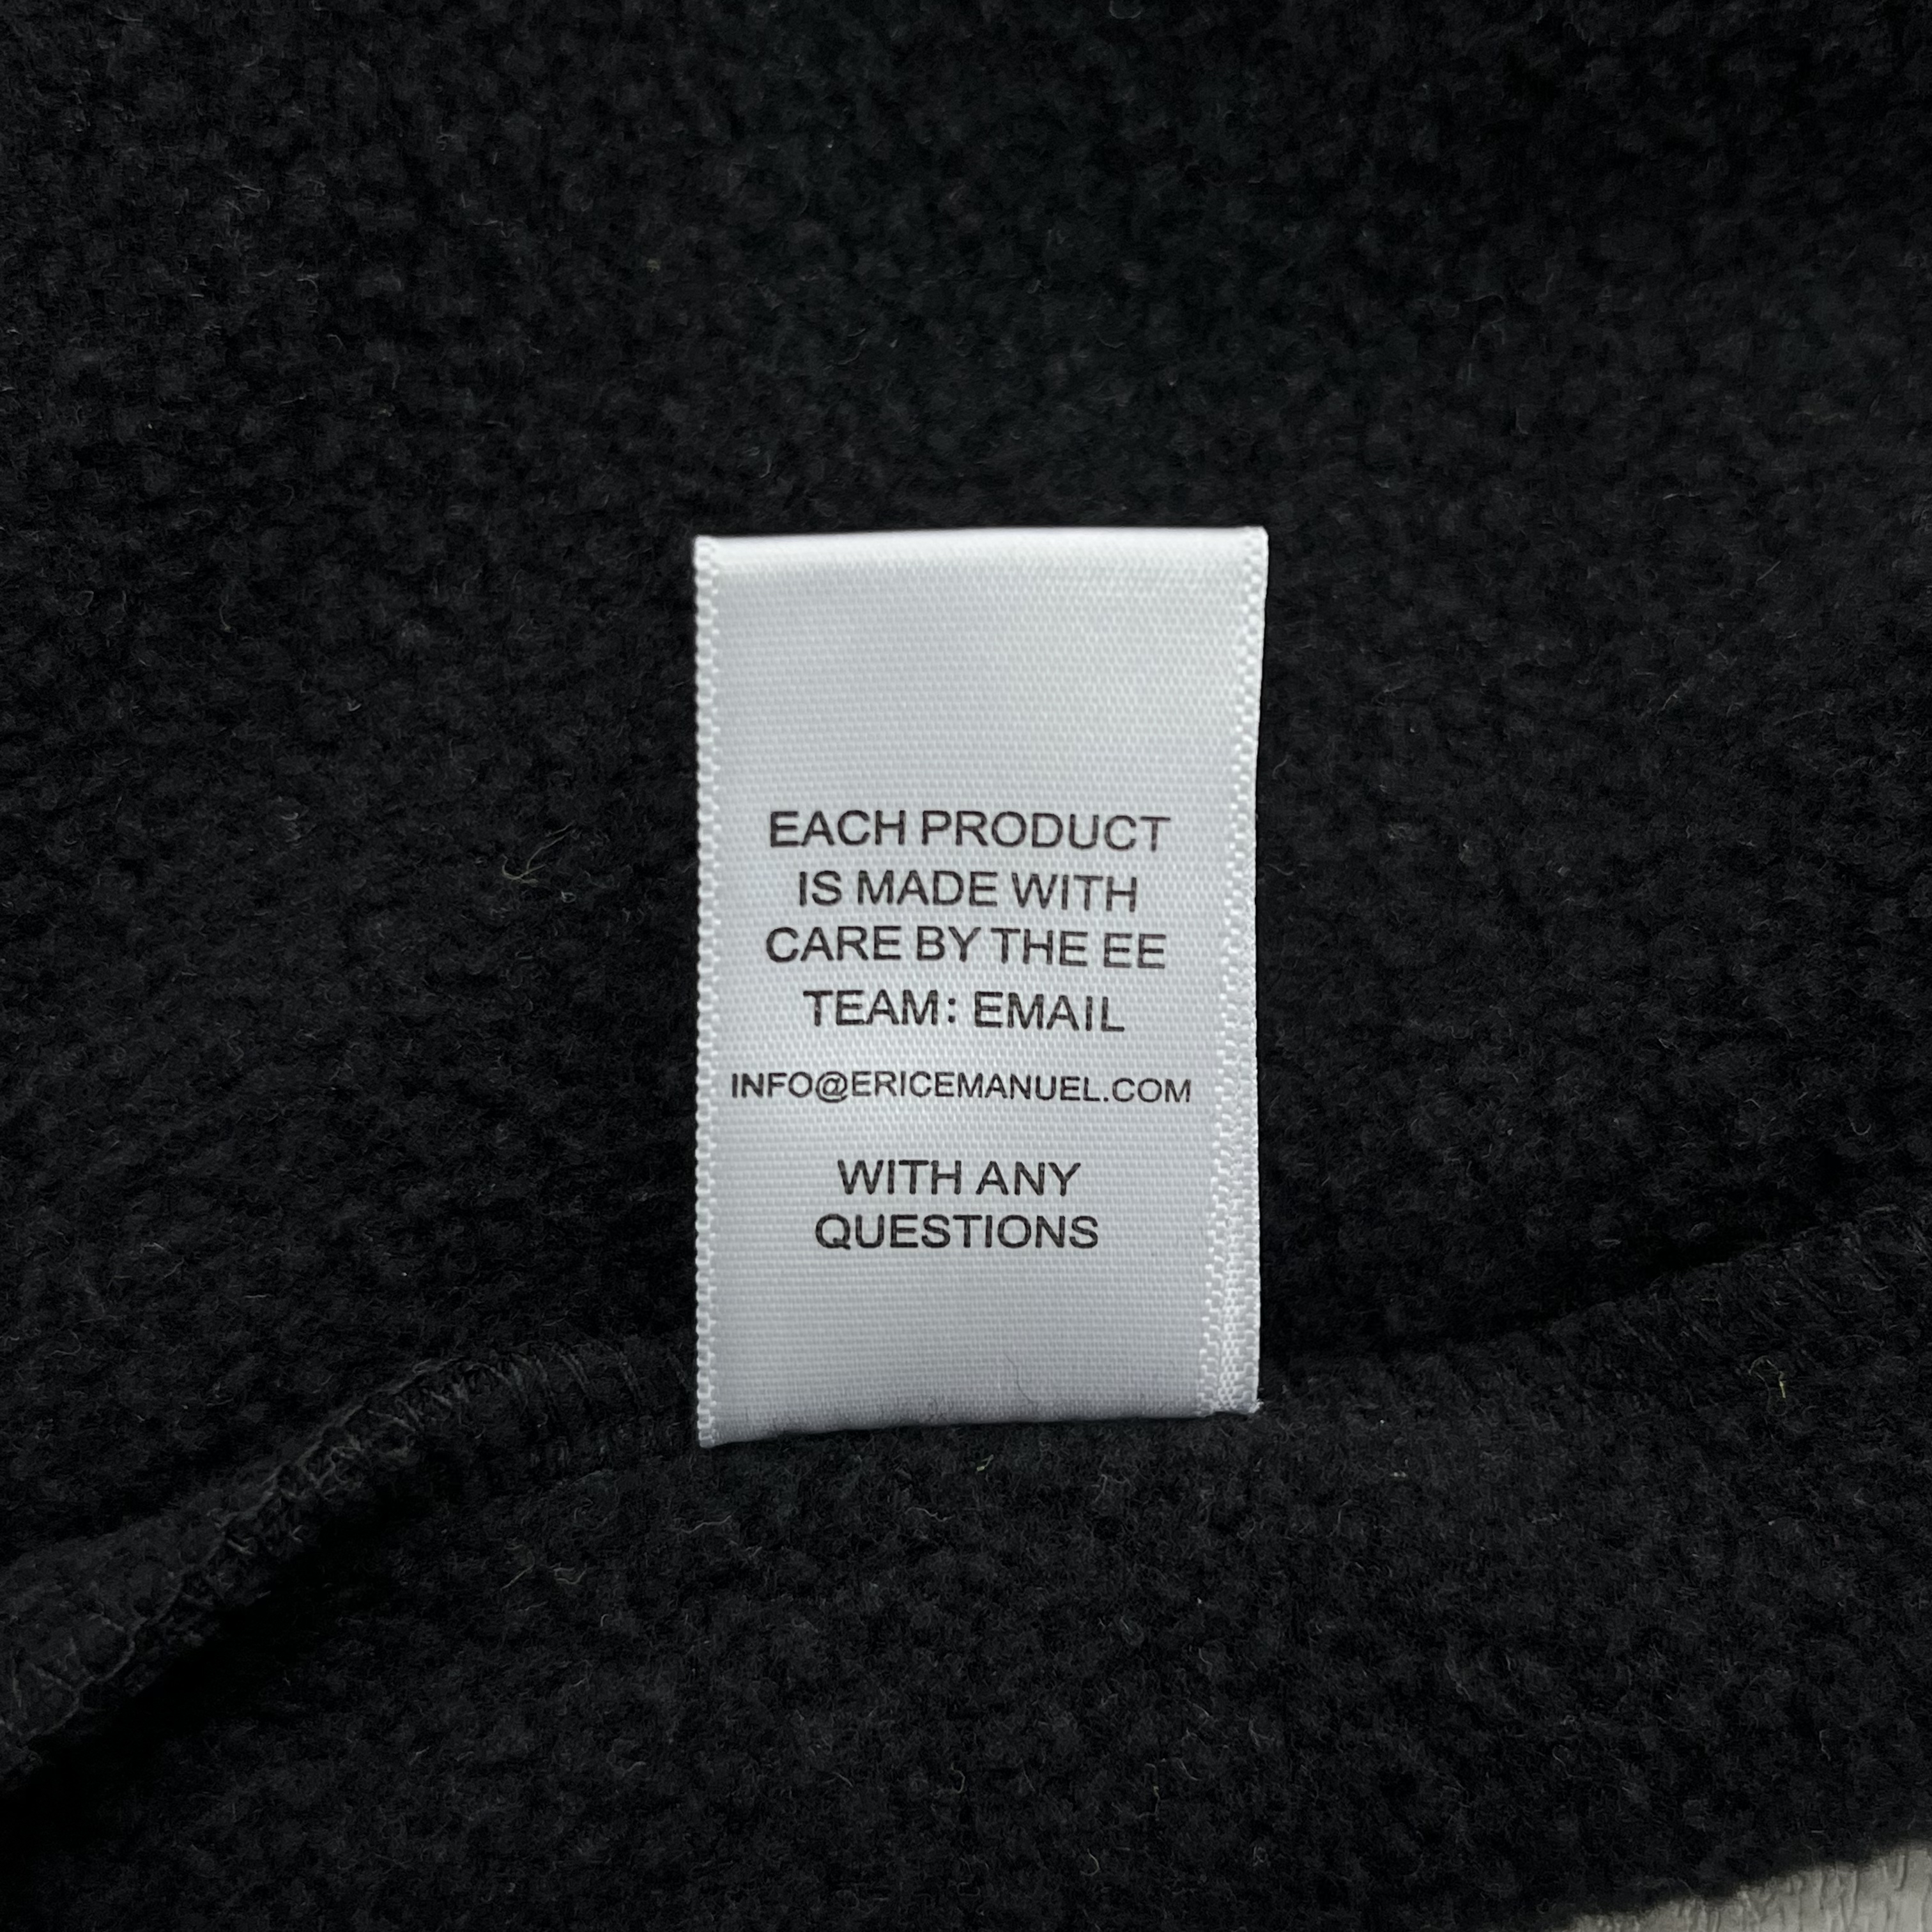 EACH PRODUCT
IS MADE WITH
CARE BY THE EE
TEAM: EMAIL
INFO@ERICEMANUEL.COM
WITH ANY
QUESTIONS